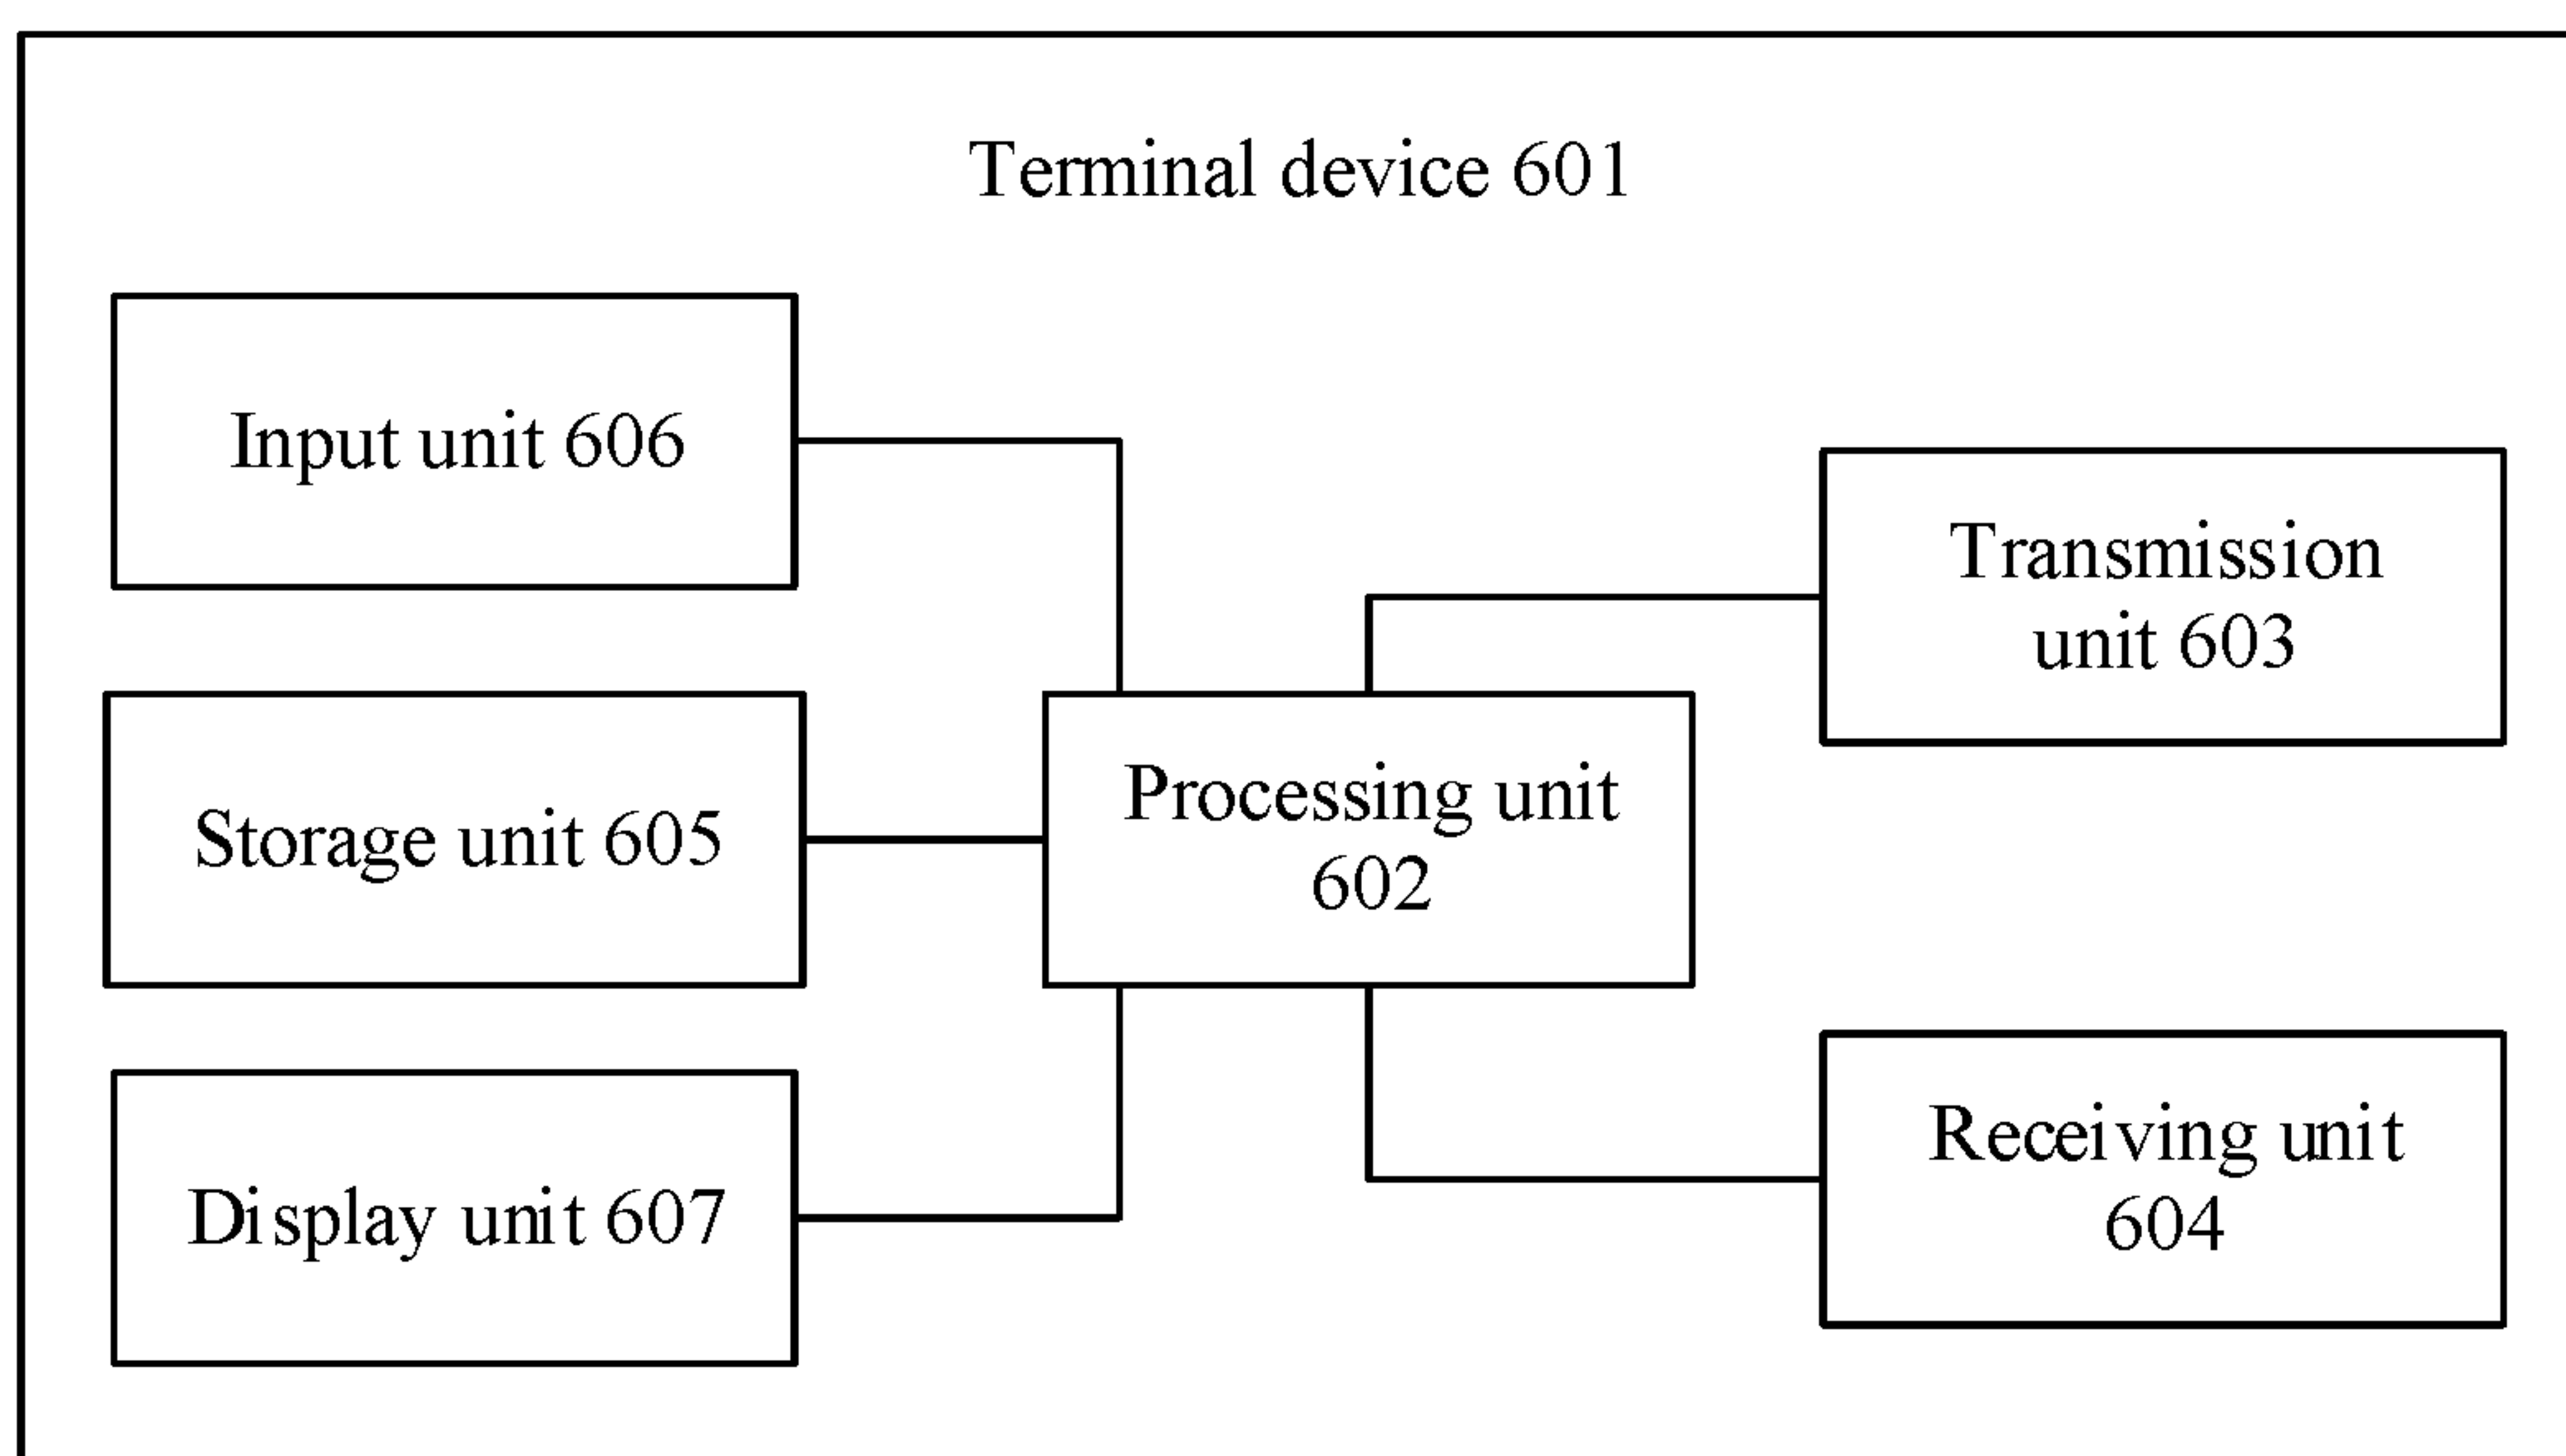 Terminal device 601
Input unit 606
Transmission
unit 603
Storage unit 605
Processing unit
602
Display unit 607
Receiving unit
604